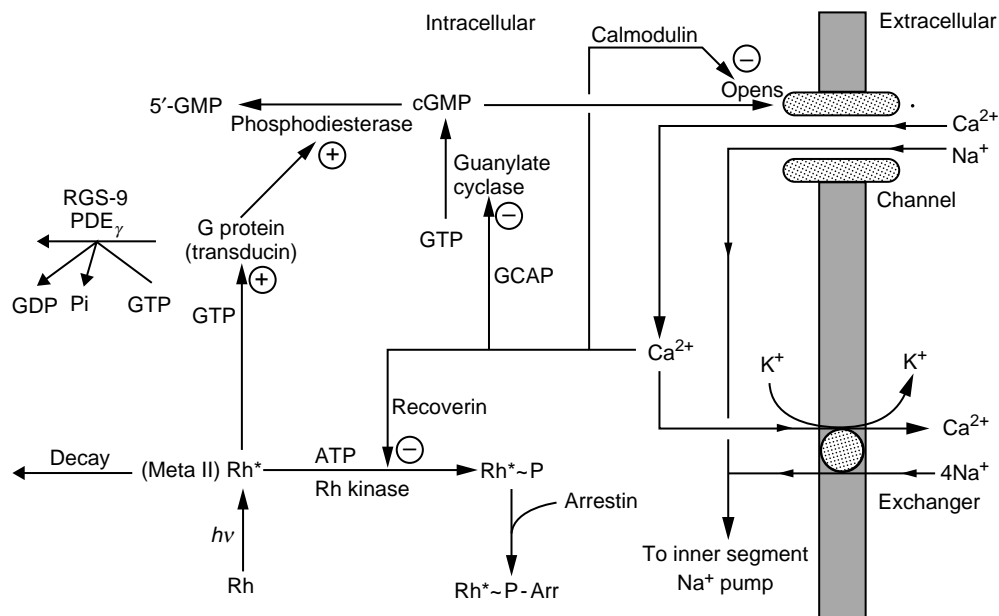 Intracellular
Extracellular
Calmodulin
−
Opens
5′-GMP
cGMP
Phosphodiesterase
+
Ca²⁺
Na⁺
Guanylate
cyclase
−
Channel
RGS-9
PDEγ
G protein
(transducin)
+
GTP
GCAP
GDP
Pi
GTP
GTP
Ca²⁺
K⁺
K⁺
Recoverin
−
Ca²⁺
Decay
(Meta II) Rh*
ATP
Rh kinase
Rh*~P
4Na⁺
Exchanger
hν
Arrestin
To inner segment
Na⁺ pump
Rh
Rh*~P-Arr